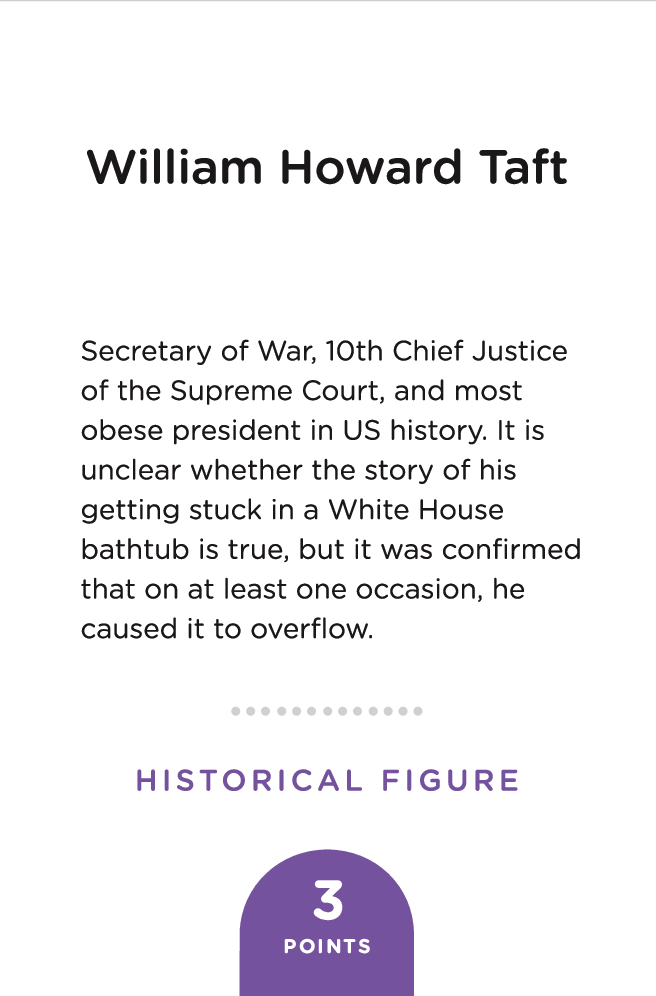 William Howard Taft
Secretary of War, 10th Chief Justice
of the Supreme Court, and most
obese president in US history. It is
unclear whether the story of his
getting stuck in a White House
bathtub is true, but it was confirmed
that on at least one occasion, he
caused it to overflow.
HISTORICAL FIGURE
3
POINTS